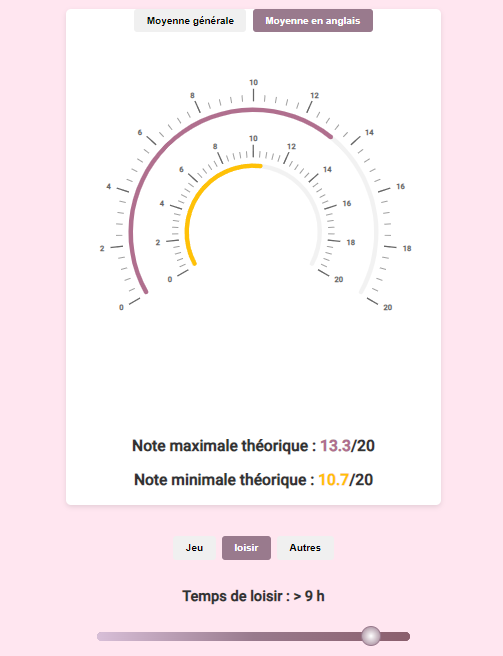 Moyenne générale Moyenne en anglais
0 2 4 6 8 10 12 14 16 18 20
0 2 4 6 8 10 12 14 16 18 20
Note maximale théorique : 13.3/20
Note minimale théorique : 10.7/20
Jeu loisir Autres
Temps de loisir : > 9 h